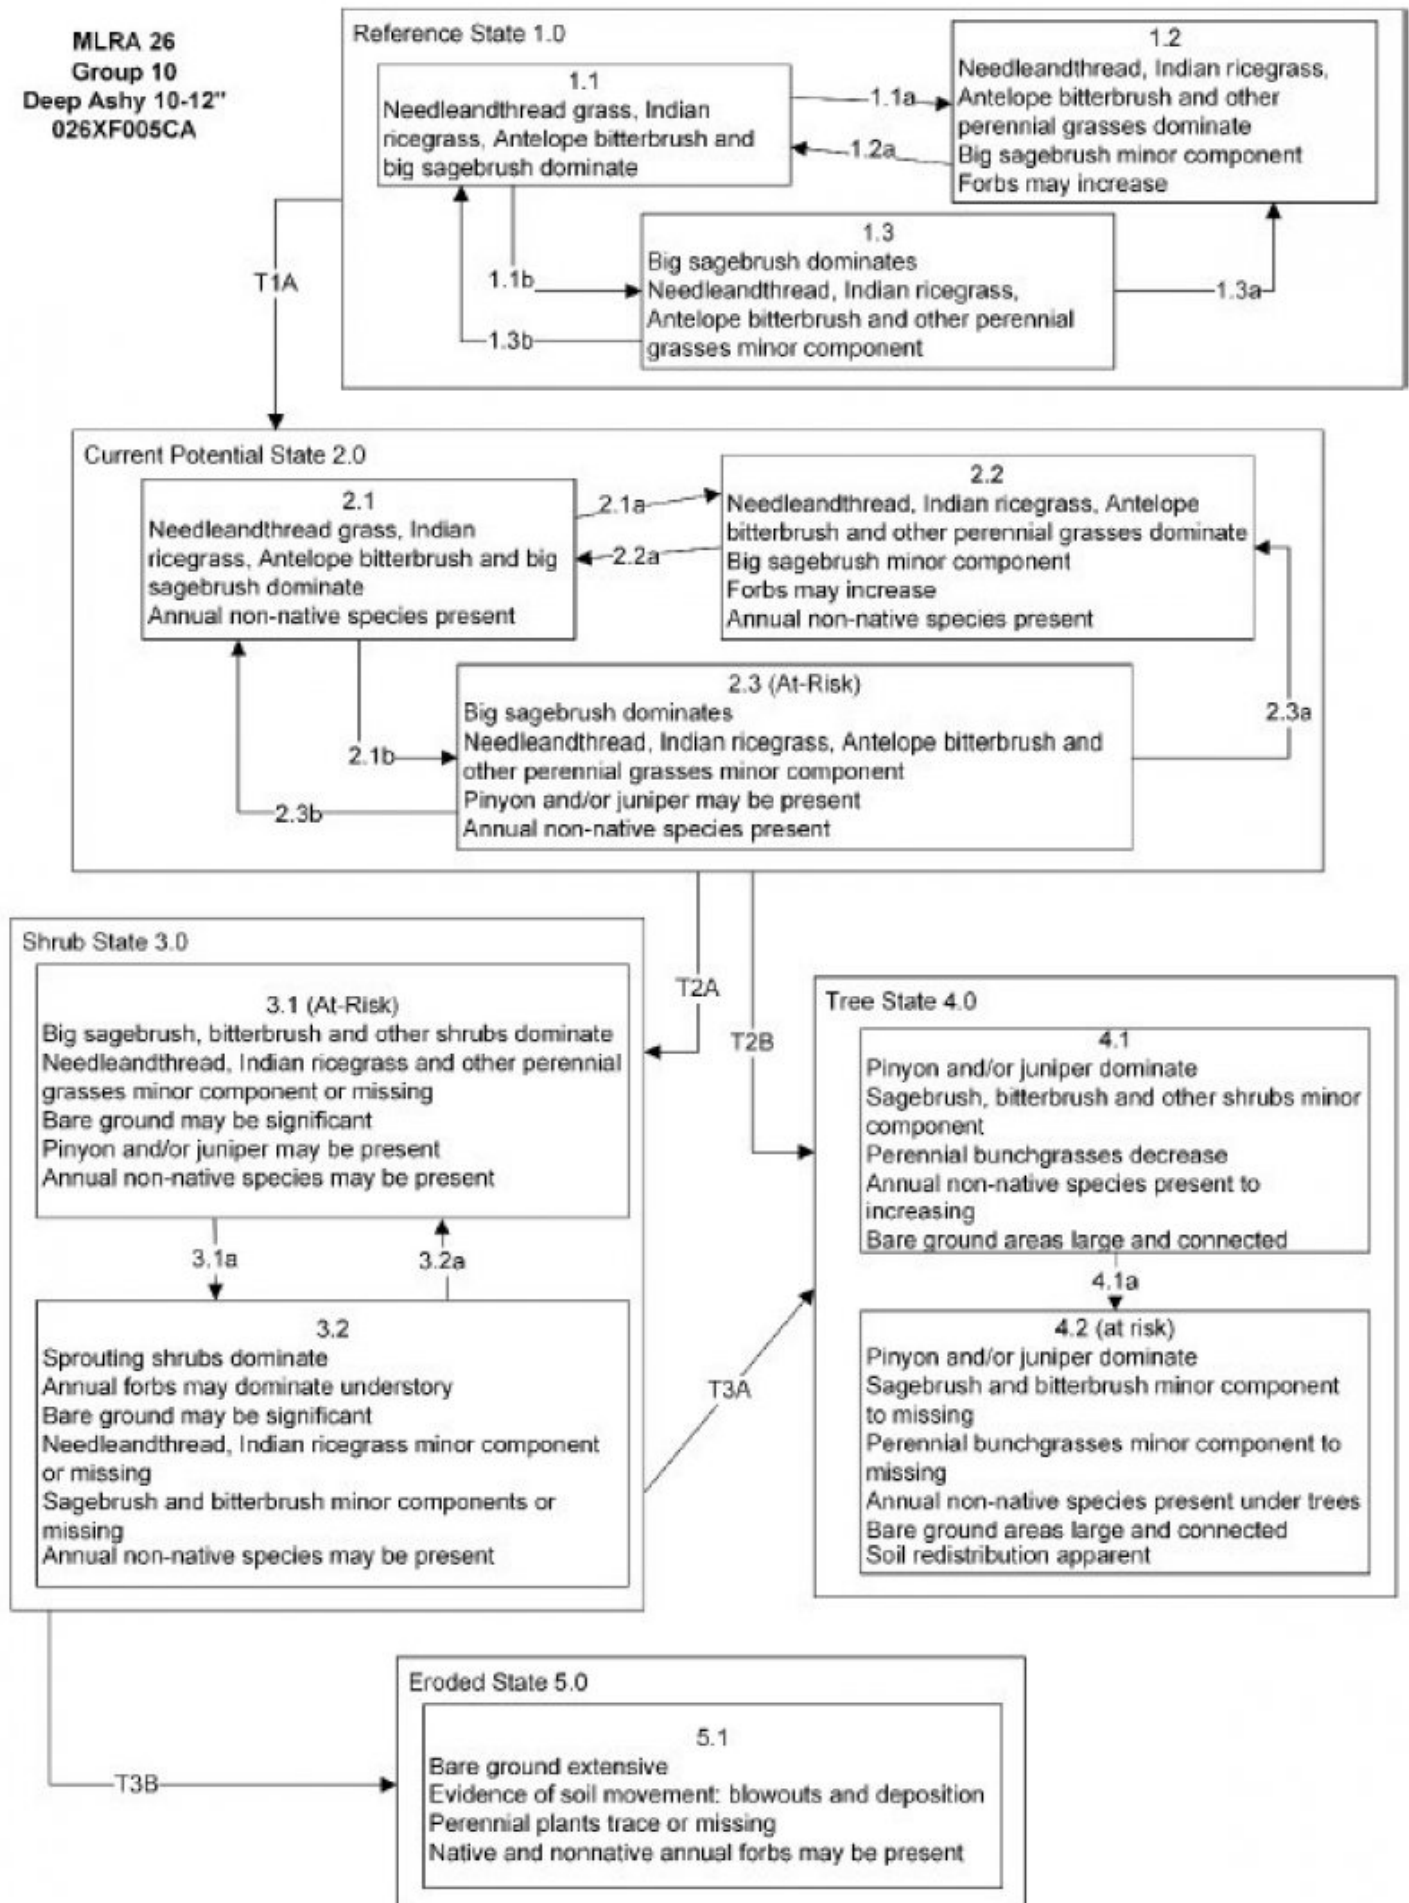 MLRA 26
Group 10
Deep Ashy 10-12"
026XF005CA
Reference State 1.0
1.1
Needleandthread grass, Indian
ricegrass, Antelope bitterbrush and
big sagebrush dominate
1.1a
1.2a
1.2
Needleandthread, Indian ricegrass,
Antelope bitterbrush and other
perennial grasses dominate
Big sagebrush minor component
Forbs may increase
1.1b
1.3b
1.3
Big sagebrush dominates
Needleandthread, Indian ricegrass,
Antelope bitterbrush and other perennial
grasses minor component
1.3a
T1A
Current Potential State 2.0
2.1
Needleandthread grass, Indian
ricegrass, Antelope bitterbrush and big
sagebrush dominate
Annual non-native species present
2.1a
2.2a
2.2
Needleandthread, Indian ricegrass, Antelope
bitterbrush and other perennial grasses dominate
Big sagebrush minor component
Forbs may increase
Annual non-native species present
2.1b
2.3b
2.3 (At-Risk)
Big sagebrush dominates
Needleandthread, Indian ricegrass, Antelope bitterbrush and
other perennial grasses minor component
Pinyon and/or juniper may be present
Annual non-native species present
2.3a
T2A
T2B
Shrub State 3.0
3.1 (At-Risk)
Big sagebrush, bitterbrush and other shrubs dominate
Needleandthread, Indian ricegrass and other perennial
grasses minor component or missing
Bare ground may be significant
Pinyon and/or juniper may be present
Annual non-native species may be present
3.1a
3.2a
3.2
Sprouting shrubs dominate
Annual forbs may dominate understory
Bare ground may be significant
Needleandthread, Indian ricegrass minor component
or missing
Sagebrush and bitterbrush minor components or
missing
Annual non-native species may be present
T3A
Tree State 4.0
4.1
Pinyon and/or juniper dominate
Sagebrush, bitterbrush and other shrubs minor
component
Perennial bunchgrasses decrease
Annual non-native species present to
increasing
Bare ground areas large and connected
4.1a
4.2 (at risk)
Pinyon and/or juniper dominate
Sagebrush and bitterbrush minor component
to missing
Perennial bunchgrasses minor component to
missing
Annual non-native species present under trees
Bare ground areas large and connected
Soil redistribution apparent
T3B
Eroded State 5.0
5.1
Bare ground extensive
Evidence of soil movement: blowouts and deposition
Perennial plants trace or missing
Native and nonnative annual forbs may be present